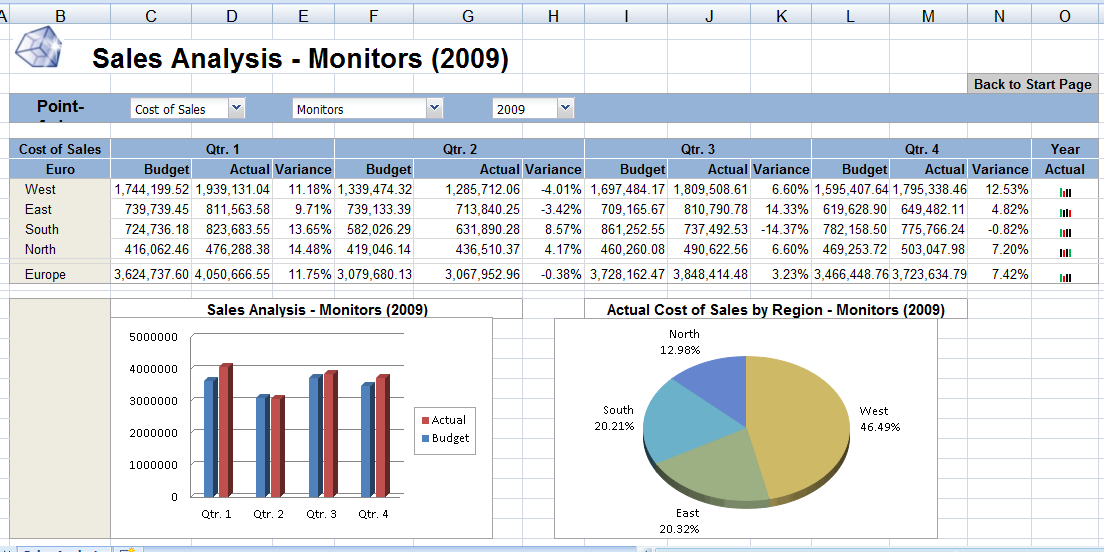 A B C D E F G H I J K L M N O
Sales Analysis - Monitors (2009)
Back to Start Page
Point-
Cost of Sales Monitors 2009
Cost of Sales Qtr. 1 Qtr. 2 Qtr. 3 Qtr. 4 Year
Euro Budget Actual Variance Budget Actual Variance Budget Actual Variance Budget Actual Variance Actual
West 1,744,199.52 1,939,131.04 11.18% 1,339,474.32 1,285,712.06 -4.01% 1,697,484.17 1,809,508.61 6.60% 1,595,407.64 1,795,338.46 12.53%
East 739,739.45 811,563.58 9.71% 739,133.39 713,840.25 -3.42% 709,165.67 810,790.78 14.33% 619,628.90 649,482.11 4.82%
South 724,736.18 823,683.55 13.65% 582,026.29 631,890.28 8.57% 861,252.55 737,492.53 -14.37% 782,158.50 775,766.24 -0.82%
North 416,062.46 476,288.38 14.48% 419,046.14 436,510.37 4.17% 460,260.08 490,622.56 6.60% 469,253.72 503,047.98 7.20%
Europe 3,624,737.60 4,050,666.55 11.75% 3,079,680.13 3,067,952.96 -0.38% 3,728,162.47 3,848,414.48 3.23% 3,466,448.76 3,723,634.79 7.42%
Sales Analysis - Monitors (2009)
5000000
4000000
3000000
2000000
1000000
0
Qtr. 1 Qtr. 2 Qtr. 3 Qtr. 4
Actual
Budget
Actual Cost of Sales by Region - Monitors (2009)
North
12.98%
South
20.21%
West
46.49%
East
20.32%